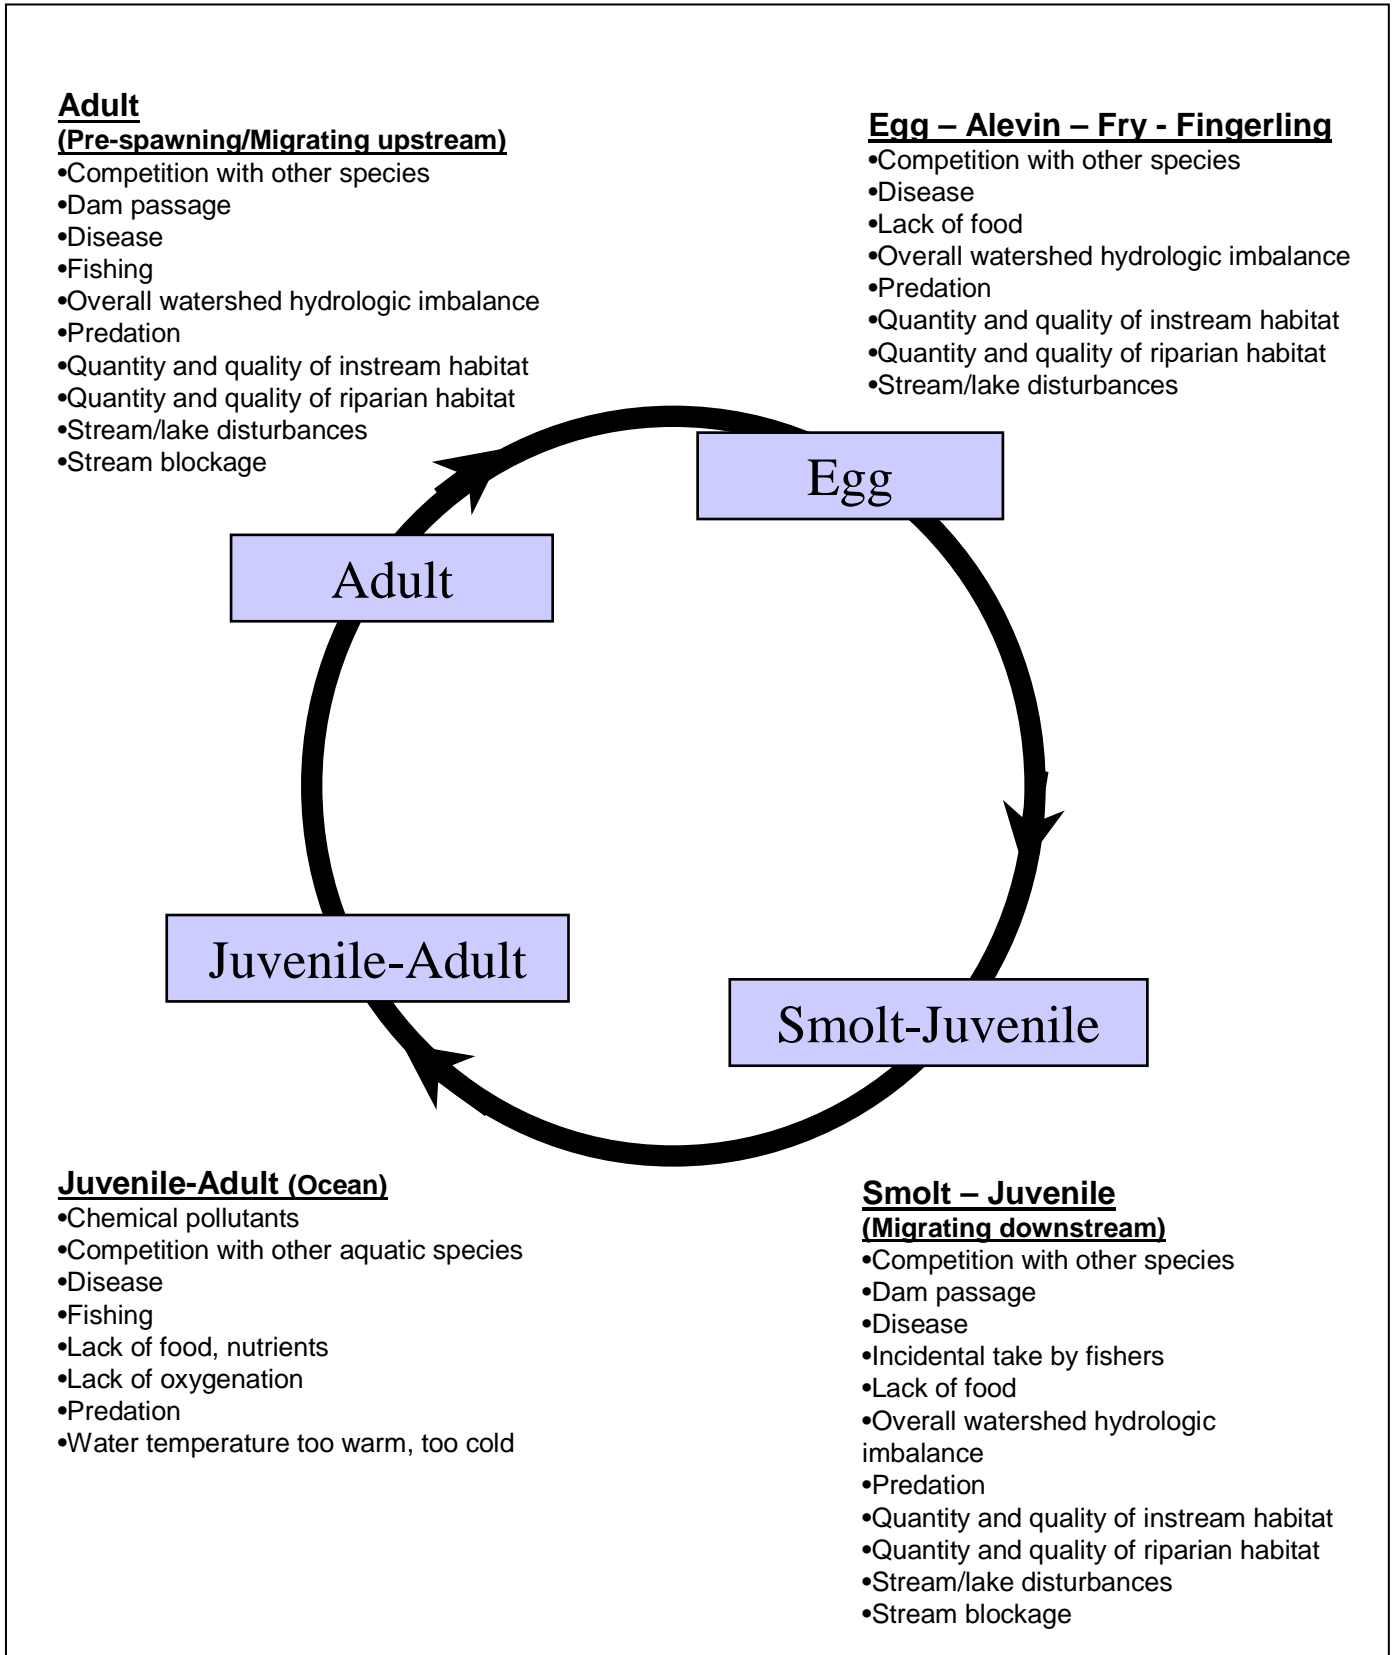 Adult
(Pre-spawning/Migrating upstream)
•Competition with other species
•Dam passage
•Disease
•Fishing
•Overall watershed hydrologic imbalance
•Predation
•Quantity and quality of instream habitat
•Quantity and quality of riparian habitat
•Stream/lake disturbances
•Stream blockage
Egg – Alevin – Fry - Fingerling
•Competition with other species
•Disease
•Lack of food
•Overall watershed hydrologic imbalance
•Predation
•Quantity and quality of instream habitat
•Quantity and quality of riparian habitat
•Stream/lake disturbances
Egg
Adult
Juvenile-Adult
Smolt-Juvenile
Juvenile-Adult (Ocean)
•Chemical pollutants
•Competition with other aquatic species
•Disease
•Fishing
•Lack of food, nutrients
•Lack of oxygenation
•Predation
•Water temperature too warm, too cold
Smolt – Juvenile
(Migrating downstream)
•Competition with other species
•Dam passage
•Disease
•Incidental take by fishers
•Lack of food
•Overall watershed hydrologic
imbalance
•Predation
•Quantity and quality of instream habitat
•Quantity and quality of riparian habitat
•Stream/lake disturbances
•Stream blockage